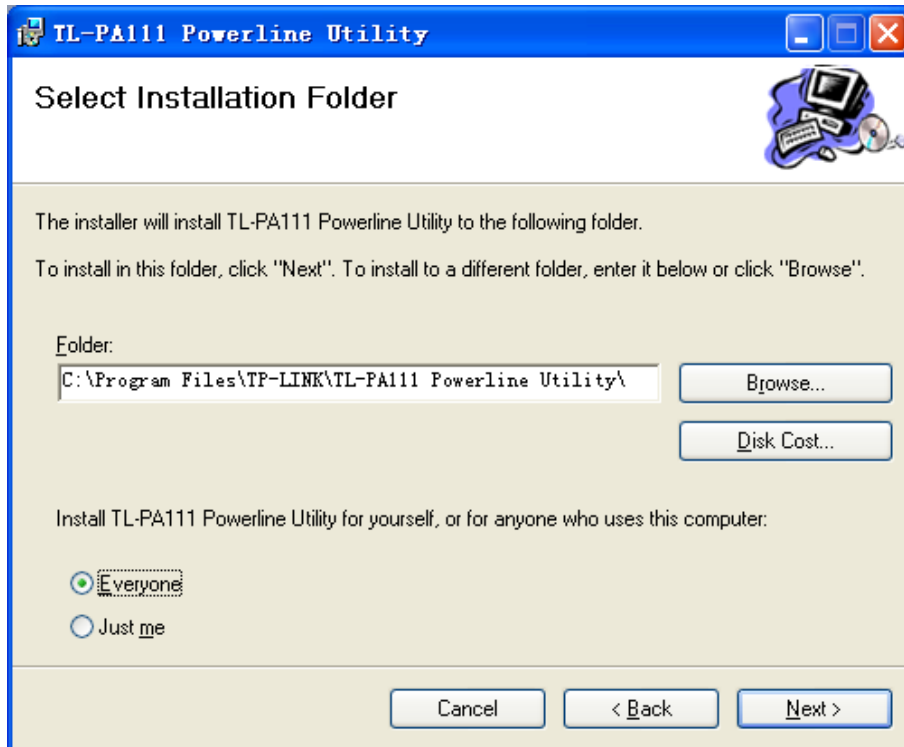 TL-PA111 Powerline Utility
Select Installation Folder
The installer will install TL-PA111 Powerline Utility to the following folder.
To install in this folder, click "Next". To install to a different folder, enter it below or click "Browse".
Folder:
C:\Program Files\TP-LINK\TL-PA111 Powerline Utility\
Browse...
Disk Cost...
Install TL-PA111 Powerline Utility for yourself, or for anyone who uses this computer:
Everyone
Just me
Cancel
< Back
Next >